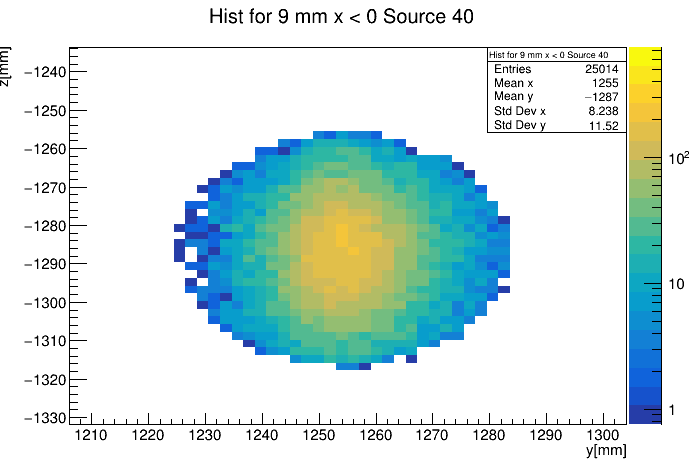 Hist for 9 mm x < 0 Source 40
z[mm]
Hist for 9 mm x < 0 Source 40
Entries 25014
Mean x 1255
Mean y −1287
Std Dev x 8.238
Std Dev y 11.52
−1240
−1250
−1260
−1270
−1280
−1290
−1300
−1310
−1320
−1330
10²
10
1
1210 1220 1230 1240 1250 1260 1270 1280 1290 1300
y[mm]